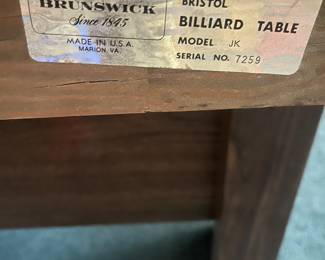 BRUNSWICK
Since 1845
MADE IN U.S.A.
MARION, VA.
BRISTOL
BILLIARD TABLE
MODEL JK
SERIAL NO. 7259